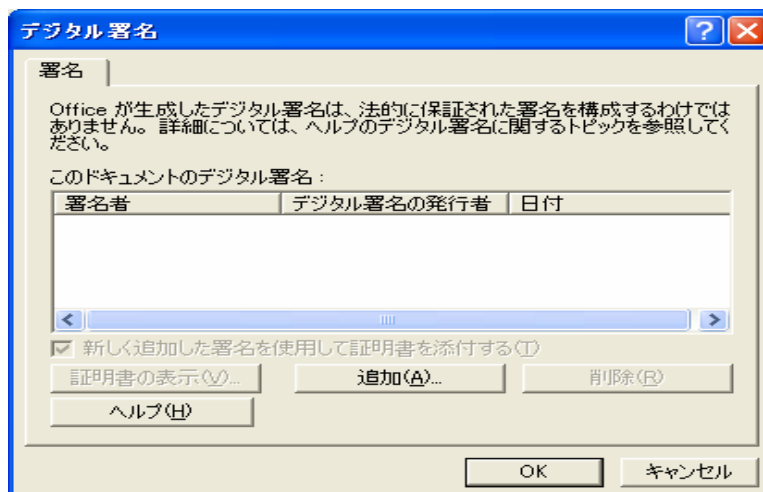 デジタル署名
署名
Office が生成したデジタル署名は、法的に保証された署名を構成するわけでは
ありません。詳細については、ヘルプのデジタル署名に関するトピックを参照してく
ださい。
このドキュメントのデジタル署名：
署名者 デジタル署名の発行者 日付
新しく追加した署名を使用して証明書を添付する(T)
証明書の表示(V)... 追加(A)... 削除(R)
ヘルプ(H)
OK キャンセル